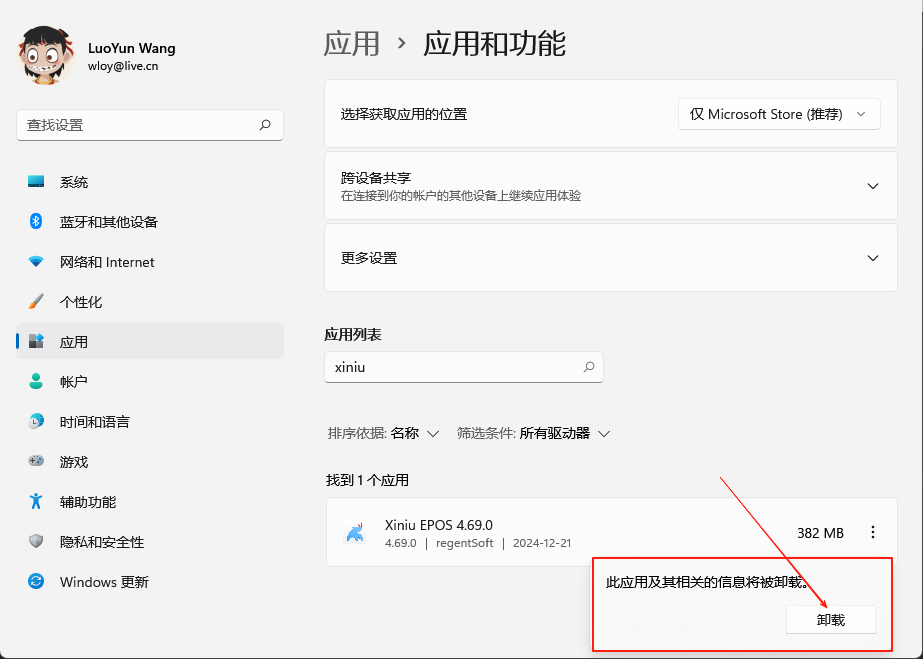 LuoYun Wang
wloy@live.cn
查找设置
系统
蓝牙和其他设备
网络和 Internet
个性化
应用
帐户
时间和语言
游戏
辅助功能
隐私和安全性
Windows 更新
应用 › 应用和功能
选择获取应用的位置 仅 Microsoft Store (推荐)
跨设备共享
在连接到你的帐户的其他设备上继续应用体验
更多设置
应用列表
xiniu
排序依据: 名称 筛选条件: 所有驱动器
找到 1 个应用
Xiniu EPOS 4.69.0
4.69.0 | regentSoft | 2024-12-21 382 MB
此应用及其相关的信息将被卸载。
卸载